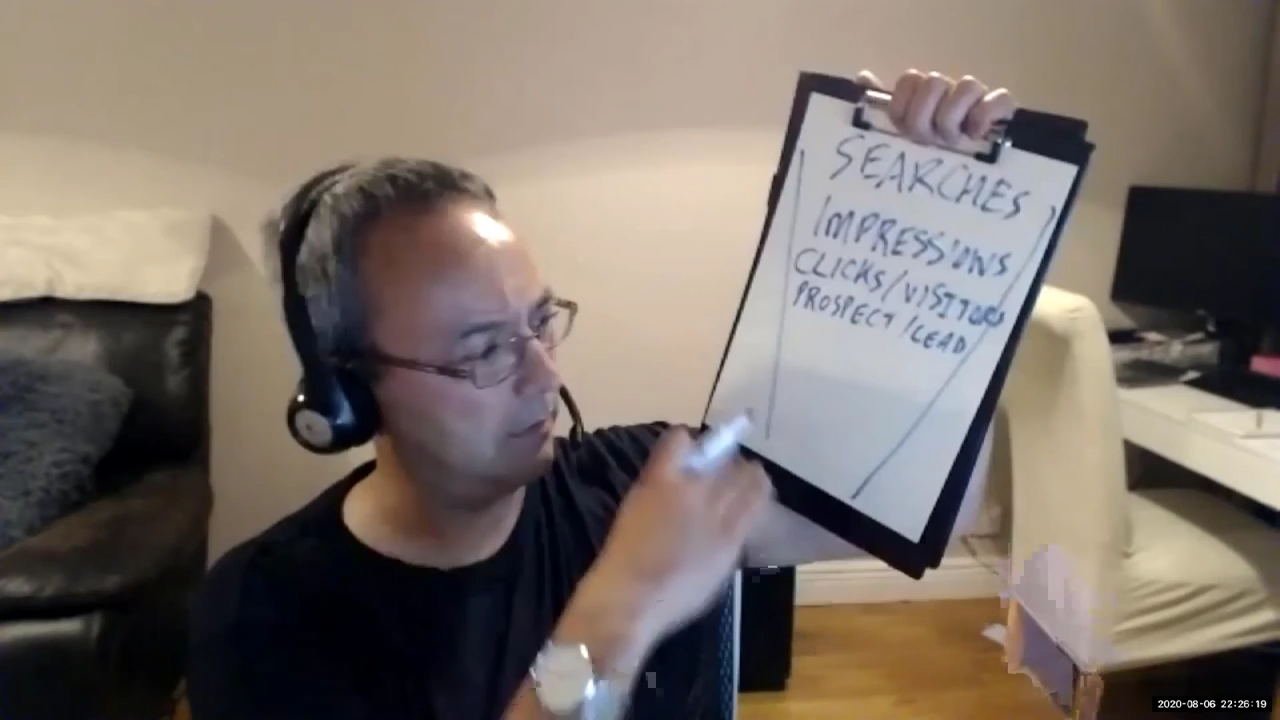 SEARCHES
IMPRESSIONS
CLICKS/VISITORS
PROSPECT/LEAD
2020-08-06 22:26:19